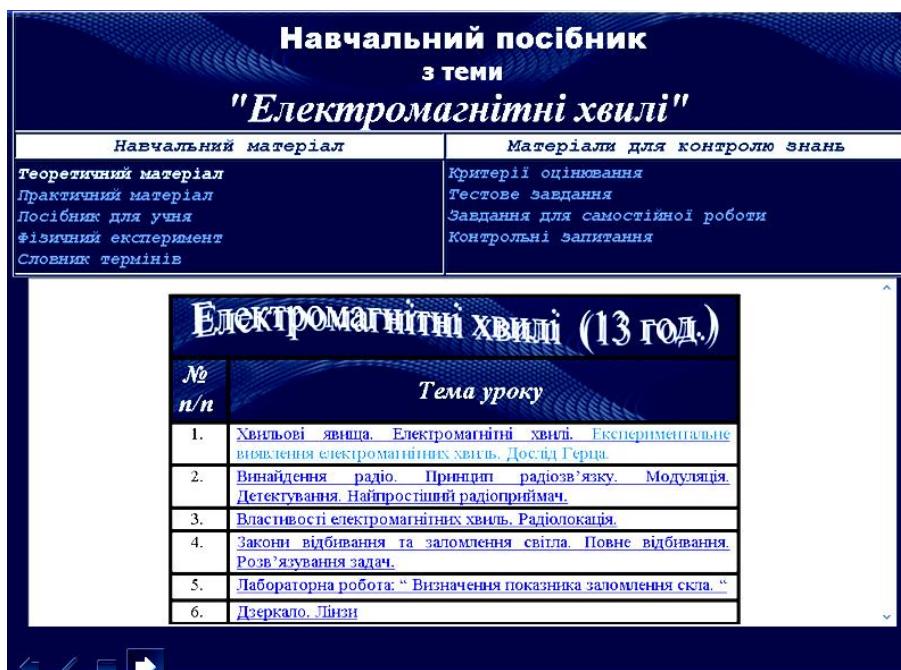 Навчальний посібник
з теми
"Електромагнітні хвилі"
Навчальний матеріал
Теоретичний матеріал
Практичний матеріал
Посібник для учня
Фізичний експеримент
Словник термінів
Матеріали для контролю знань
Критерії оцінювання
Тестове завдання
Завдання для самостійної роботи
Контрольні запитання
Електромагнітні хвилі (13 год.)
№ п/п
Тема уроку
1. Хвильові явища. Електромагнітні хвилі. Експериментальне
виявлення електромагнітних хвиль. Дослід Герца.
2. Винайдення радіо. Принцип радіозв’язку. Модуляція.
Детектування. Найпростіший радіоприймач.
3. Властивості електромагнітних хвиль. Радіолокація.
4. Закони відбивання та заломлення світла. Повне відбивання.
Розв’язування задач.
5. Лабораторна робота: “ Визначення показника заломлення скла. “
6. Дзеркало. Лінзи